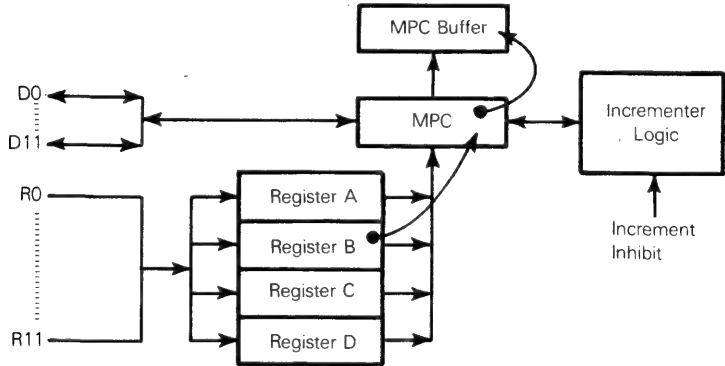 MPC Buffer
D0
D11
MPC
Incrementer
Logic
R0
R11
Register A
Register B
Register C
Register D
Increment
Inhibit